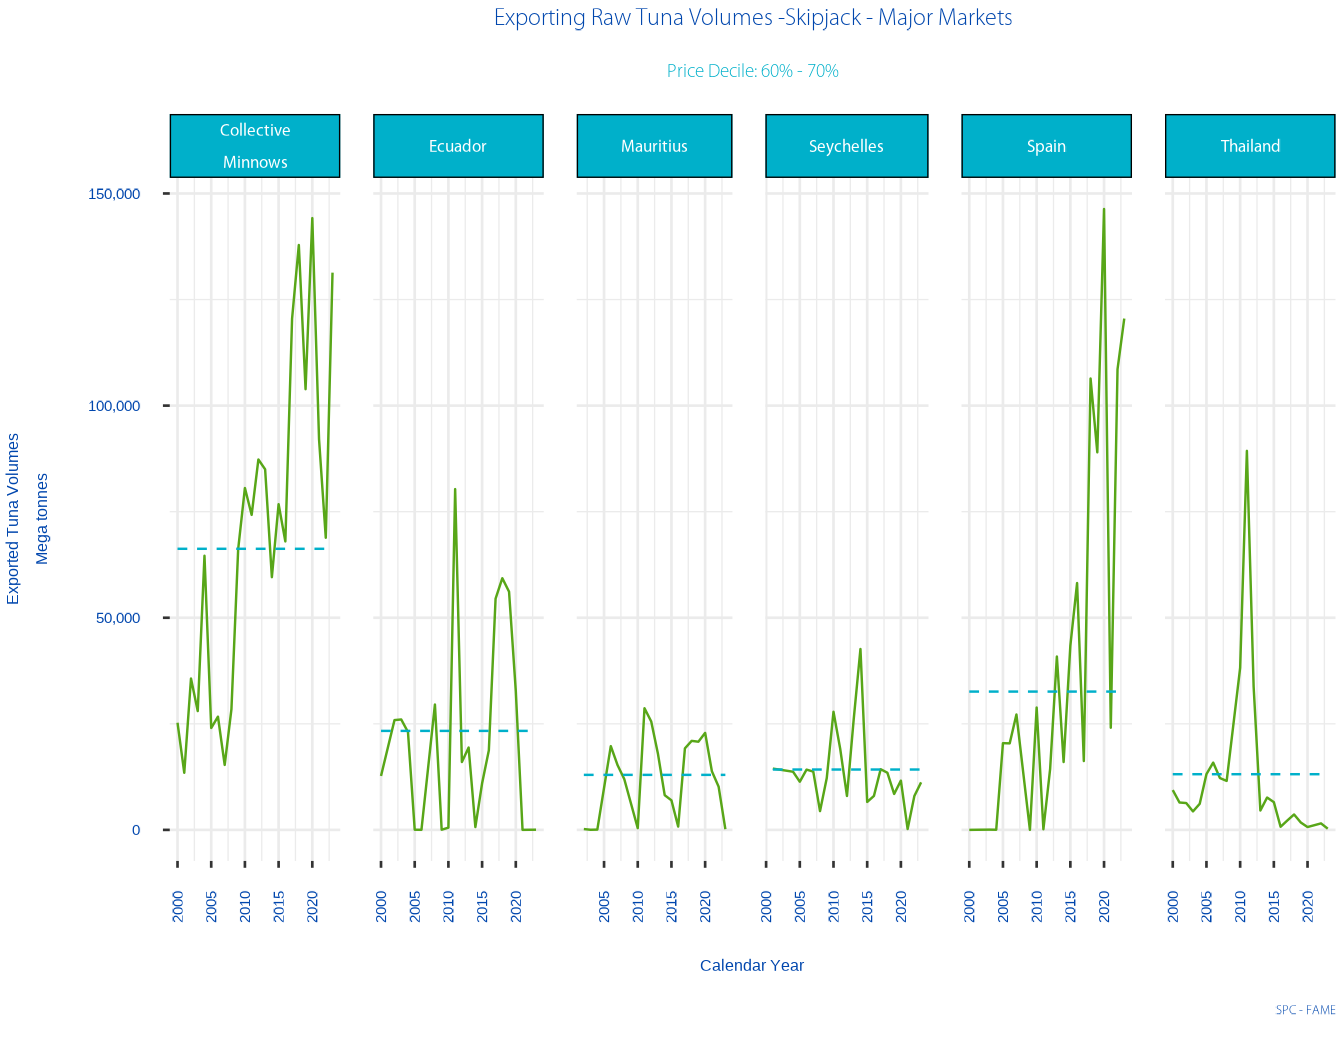 Exporting Raw Tuna Volumes -Skipjack - Major Markets
Price Decile: 60% - 70%
Collective
Minnows
Ecuador
Mauritius
Seychelles
Spain
Thailand
150,000
100,000
50,000
0
Exported Tuna Volumes
Mega tonnes
2000 2005 2010 2015 2020
2000 2005 2010 2015 2020
2005 2010 2015 2020
2000 2005 2010 2015 2020
2000 2005 2010 2015 2020
2000 2005 2010 2015 2020
Calendar Year
SPC - FAME